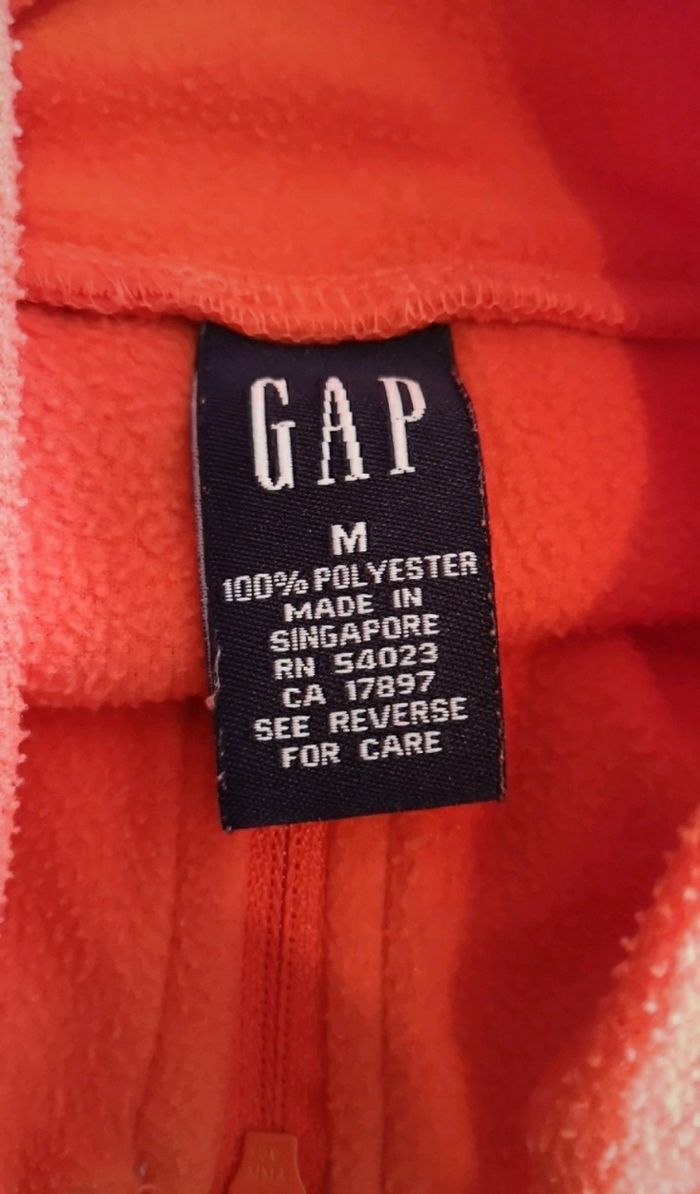 GAP
M
100% POLYESTER
MADE IN
SINGAPORE
RN 54023
CA 17897
SEE REVERSE
FOR CARE